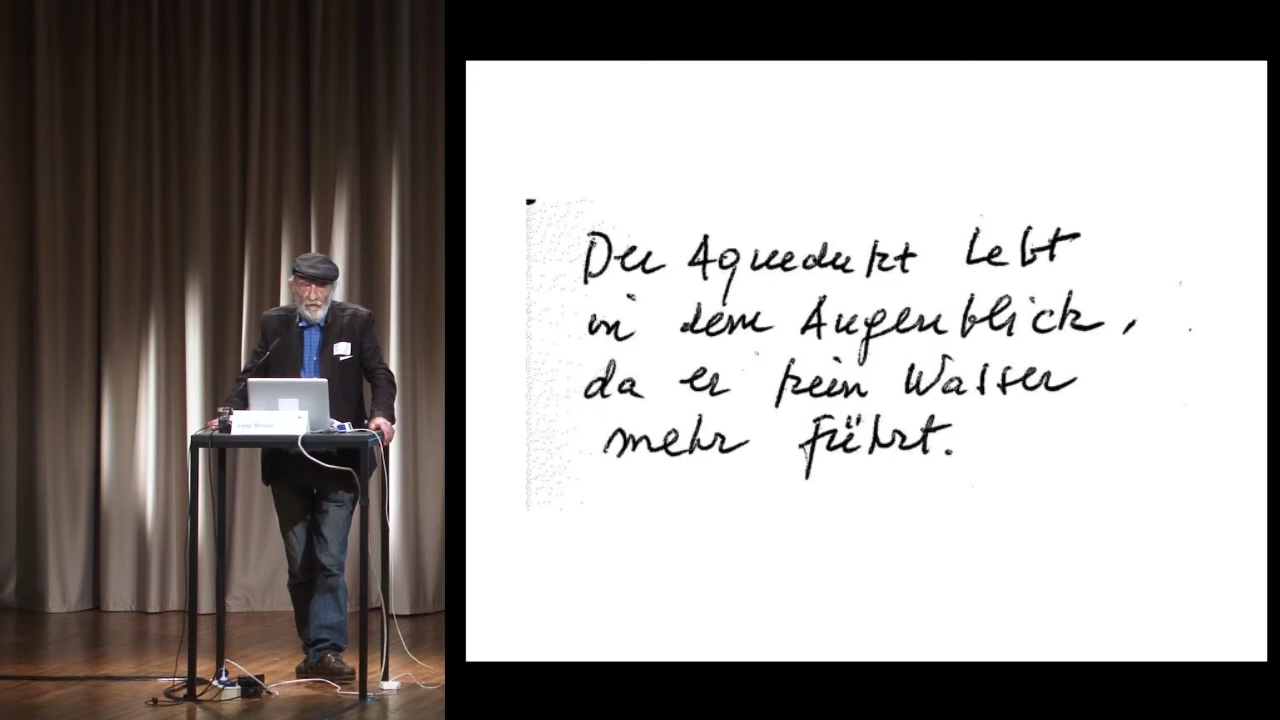 Der Aquedukt lebt
in dem Augenblick,
da er kein Wasser
mehr führt.